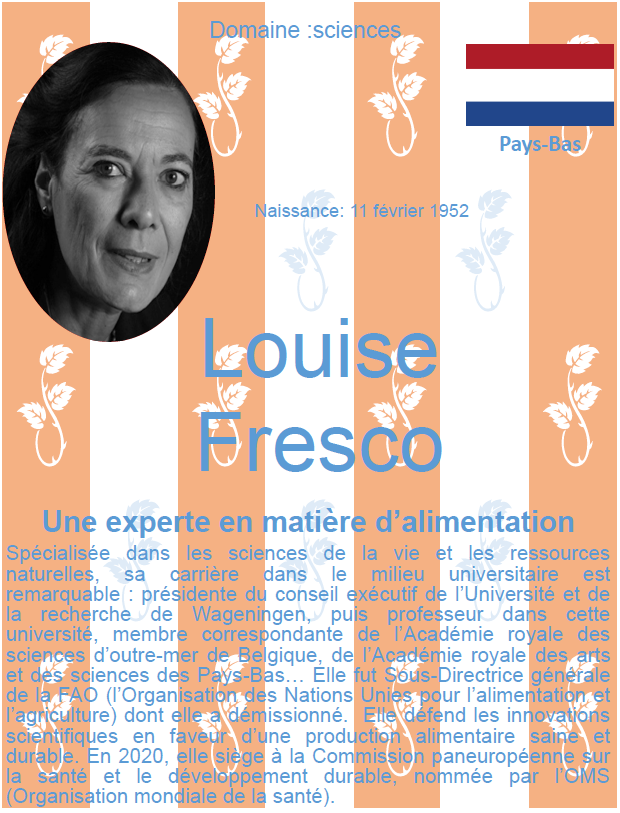 Domaine :sciences
Pays-Bas
Naissance: 11 février 1952
Louise
Fresco
Une experte en matière d’alimentation
Spécialisée dans les sciences de la vie et les ressources
naturelles, sa carrière dans le milieu universitaire est
remarquable : présidente du conseil exécutif de l’Université et de
la recherche de Wageningen, puis professeur dans cette
université, membre correspondante de l’Académie royale des
sciences d’outre-mer de Belgique, de l’Académie royale des arts
et des sciences des Pays-Bas… Elle fut Sous-Directrice générale
de la FAO (l’Organisation des Nations Unies pour l’alimentation et
l’agriculture) dont elle a démissionné.  Elle défend les innovations
scientifiques en faveur d’une production alimentaire saine et
durable. En 2020, elle siège à la Commission paneuropéenne sur
la santé et le développement durable, nommée par l’OMS
(Organisation mondiale de la santé).